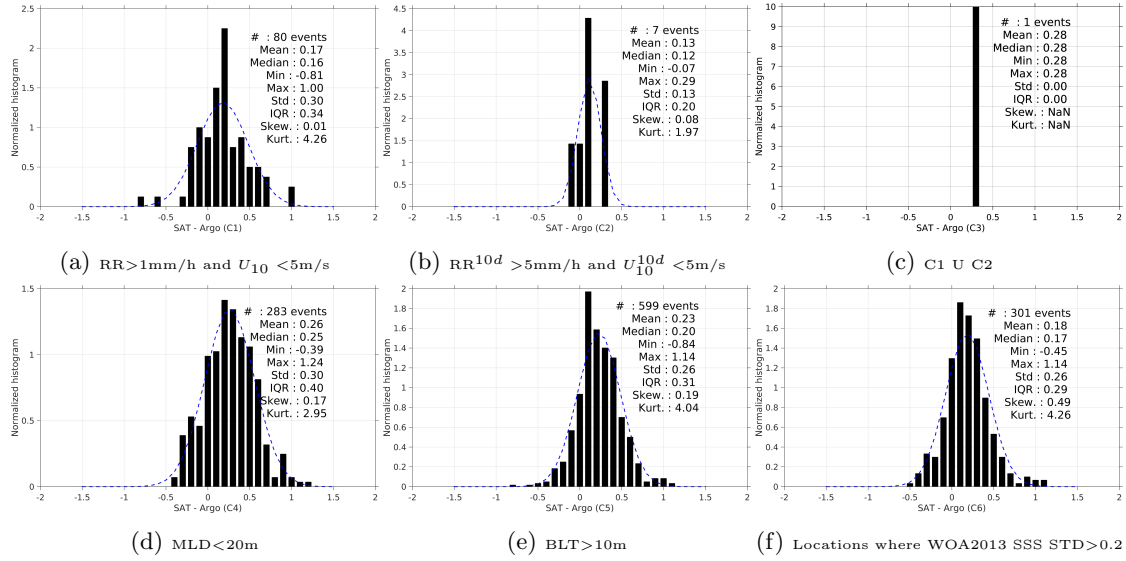 2.5
2
1.5
1
0.5
0
-2
-1.5
-1
-0.5
0
0.5
1
1.5
2
Normalized histogram
SAT - Argo (C1)
# : 80 events
Mean : 0.17
Median : 0.16
Min : -0.81
Max : 1.00
Std : 0.30
IQR : 0.34
Skew. : 0.01
Kurt. : 4.26
(a) RR>1mm/h and U10 <5m/s
4.5
4
3.5
3
2.5
2
1.5
1
0.5
0
-2
-1.5
-1
-0.5
0
0.5
1
1.5
2
Normalized histogram
SAT - Argo (C2)
# : 7 events
Mean : 0.13
Median : 0.12
Min : -0.07
Max : 0.29
Std : 0.13
IQR : 0.20
Skew. : 0.08
Kurt. : 1.97
(b) RR^10d >5mm/h and U10^10d <5m/s
10
9
8
7
6
5
4
3
2
1
0
-2
-1.5
-1
-0.5
0
0.5
1
1.5
2
Normalized histogram
SAT - Argo (C3)
# : 1 events
Mean : 0.28
Median : 0.28
Min : 0.28
Max : 0.28
Std : 0.00
IQR : 0.00
Skew. : NaN
Kurt. : NaN
(c) C1 U C2
1.5
1
0.5
0
-2
-1.5
-1
-0.5
0
0.5
1
1.5
2
Normalized histogram
SAT - Argo (C4)
# : 283 events
Mean : 0.26
Median : 0.25
Min : -0.39
Max : 1.24
Std : 0.30
IQR : 0.40
Skew. : 0.17
Kurt. : 2.95
(d) MLD<20m
2
1.8
1.6
1.4
1.2
1
0.8
0.6
0.4
0.2
0
-2
-1.5
-1
-0.5
0
0.5
1
1.5
2
Normalized histogram
SAT - Argo (C5)
# : 599 events
Mean : 0.23
Median : 0.20
Min : -0.84
Max : 1.14
Std : 0.26
IQR : 0.31
Skew. : 0.19
Kurt. : 4.04
(e) BLT>10m
2
1.8
1.6
1.4
1.2
1
0.8
0.6
0.4
0.2
0
-2
-1.5
-1
-0.5
0
0.5
1
1.5
2
Normalized histogram
SAT - Argo (C6)
# : 301 events
Mean : 0.18
Median : 0.17
Min : -0.45
Max : 1.14
Std : 0.26
IQR : 0.29
Skew. : 0.49
Kurt. : 4.26
(f) Locations where WOA2013 SSS STD>0.2